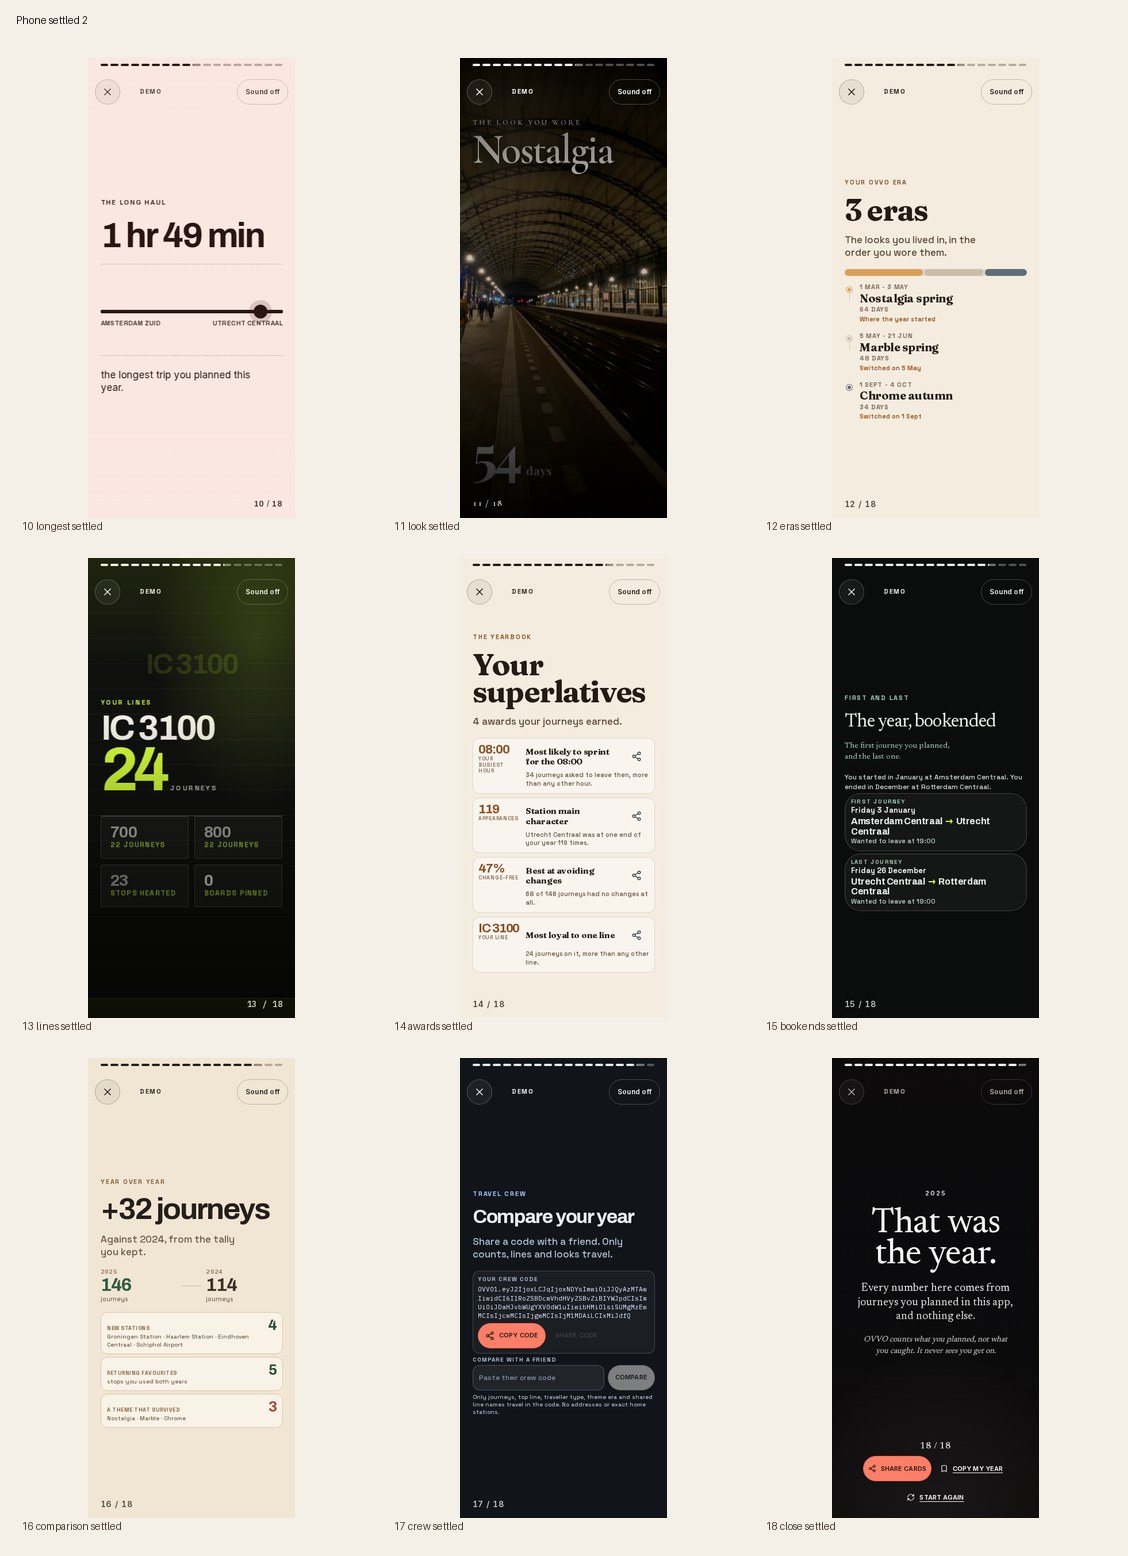 Phone settled 2
DEMO
Sound off
THE LONG HAUL
1 hr 49 min
AMSTERDAM ZUID
UTRECHT CENTRAAL
the longest trip you planned this
year.
10 / 18
10 longest settled
DEMO
Sound off
THE LOOK YOU WORE
Nostalgia
54 days
11 / 18
11 look settled
DEMO
Sound off
YOUR OVVO ERA
3 eras
The looks you lived in, in the
order you wore them.
1 MAR - 3 MAY
Nostalgia spring
64 DAYS
Where the year started
5 MAY - 21 JUN
Marble spring
48 DAYS
Switched on 5 May
1 SEPT - 4 OCT
Chrome autumn
34 DAYS
Switched on 1 Sept
12 / 18
12 eras settled
DEMO
Sound off
IC 3100
YOUR LINES
IC 3100
24 JOURNEYS
700
22 JOURNEYS
800
22 JOURNEYS
23
STOPS HEARTED
0
BOARDS PINNED
13 / 18
13 lines settled
DEMO
Sound off
THE YEARBOOK
Your
superlatives
4 awards your journeys earned.
08:00
YOUR
BUSIEST
HOUR
Most likely to sprint
for the 08:00
34 journeys asked to leave then, more
than any other hour.
119
APPEARANCES
Station main
character
Utrecht Centraal was at one end of
your year 119 times.
47%
CHANGE-FREE
Best at avoiding
changes
68 of 146 journeys had no changes at
all.
IC 3100
YOUR LINE
Most loyal to one line
24 journeys on it, more than any other
line.
14 / 18
14 awards settled
DEMO
Sound off
FIRST AND LAST
The year, bookended
The first journey you planned,
and the last one.
You started in January at Amsterdam Centraal. You
ended in December at Rotterdam Centraal.
FIRST JOURNEY
Friday 3 January
Amsterdam Centraal → Utrecht
Centraal
Wanted to leave at 19:00
LAST JOURNEY
Friday 26 December
Utrecht Centraal → Rotterdam
Centraal
Wanted to leave at 19:00
15 / 18
15 bookends settled
DEMO
Sound off
YEAR OVER YEAR
+32 journeys
Against 2024, from the tally
you kept.
2025
146
journeys
2024
114
journeys
NEW STATIONS
4
Groningen Station · Haarlem Station · Eindhoven
Centraal · Schiphol Airport
RETURNING FAVOURITES
5
stops you used both years
A THEME THAT SURVIVED
3
Nostalgia · Marble · Chrome
16 / 18
16 comparison settled
DEMO
Sound off
TRAVEL CREW
Compare your year
Share a code with a friend. Only
counts, lines and looks travel.
YOUR CREW CODE
COPY CODE
SHARE CODE
COMPARE WITH A FRIEND
Paste their crew code
COMPARE
Only journeys, top line, traveller type, theme era and shared
line names travel in the code. No addresses or exact home
stations.
17 / 18
17 crew settled
DEMO
Sound off
2025
That was
the year.
Every number here comes from
journeys you planned in this app,
and nothing else.
OVVO counts what you planned, not what
you caught. It never sees you get on.
18 / 18
SHARE CARDS
COPY MY YEAR
START AGAIN
18 close settled